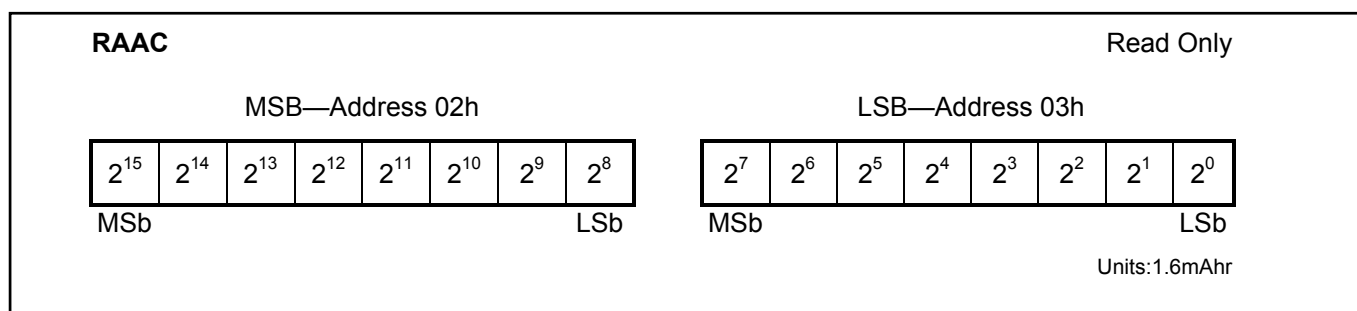 RAAC Read Only
MSB—Address 02h LSB—Address 03h
2^15 2^14 2^13 2^12 2^11 2^10 2^9 2^8 2^7 2^6 2^5 2^4 2^3 2^2 2^1 2^0
MSb LSb MSb LSb
Units:1.6mAhr